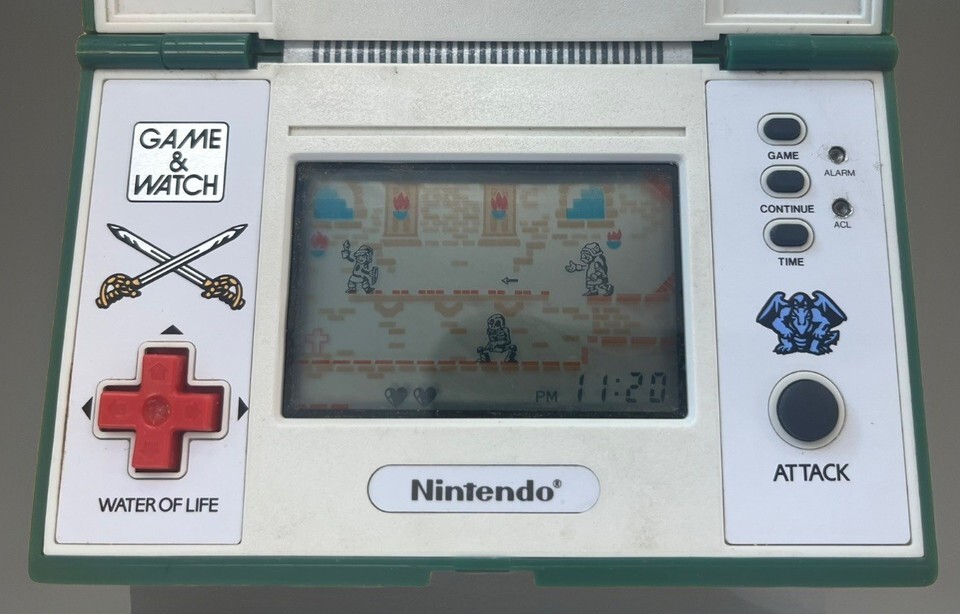 GAME
&
WATCH
GAME
ALARM
CONTINUE
ACL
TIME
PM 11:20
ATTACK
Nintendo®
WATER OF LIFE